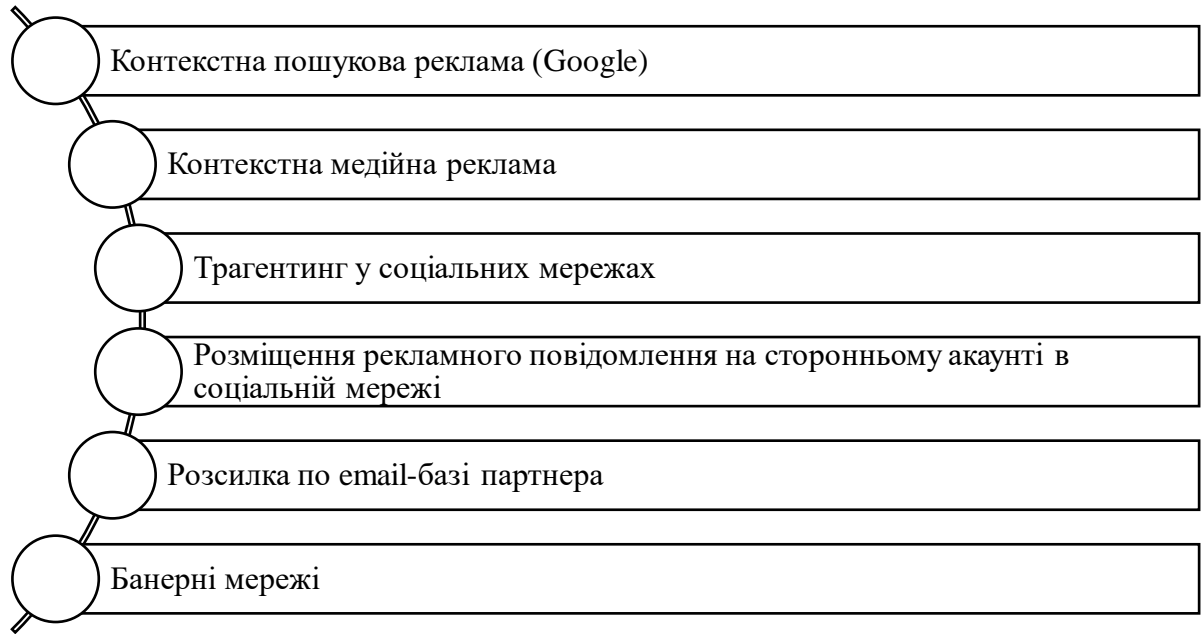 Контекстна пошукова реклама (Google)
Контекстна медійна реклама
Трагентинг у соціальних мережах
Розміщення рекламного повідомлення на сторонньому акаунті в
соціальній мережі
Розсилка по email-базі партнера
Банерні мережі